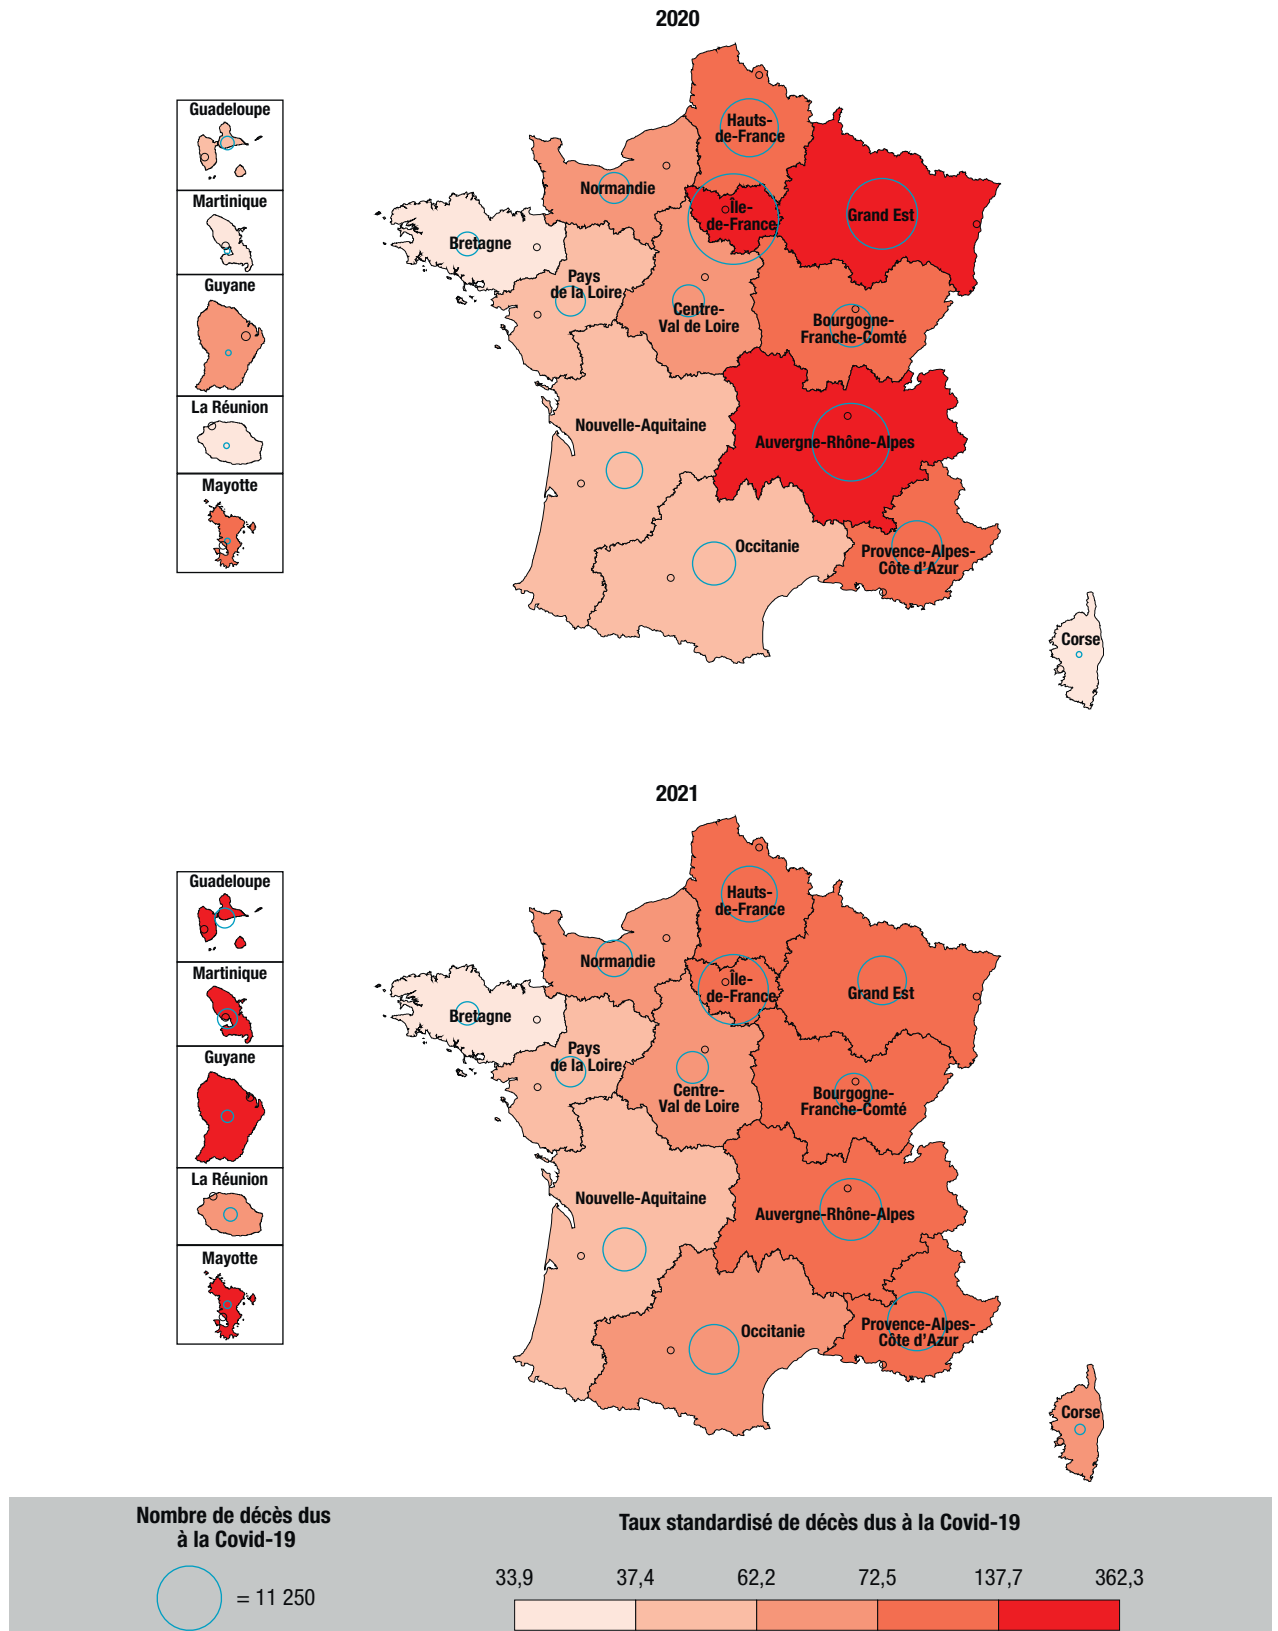 2020
Guadeloupe
Martinique
Guyane
La Réunion
Mayotte
Hauts-
de-France
Normandie
Île-
de-France
Grand Est
Bretagne
Pays
de la Loire
Centre-
Val de Loire
Bourgogne-
Franche-Comté
Nouvelle-Aquitaine
Auvergne-Rhône-Alpes
Occitanie
Provence-Alpes-
Côte d'Azur
Corse
2021
Guadeloupe
Martinique
Guyane
La Réunion
Mayotte
Hauts-
de-France
Normandie
Île-
de-France
Grand Est
Bretagne
Pays
de la Loire
Centre-
Val de Loire
Bourgogne-
Franche-Comté
Nouvelle-Aquitaine
Auvergne-Rhône-Alpes
Occitanie
Provence-Alpes-
Côte d'Azur
Corse
Nombre de décès dus
à la Covid-19
= 11 250
Taux standardisé de décès dus à la Covid-19
33,9 37,4 62,2 72,5 137,7 362,3